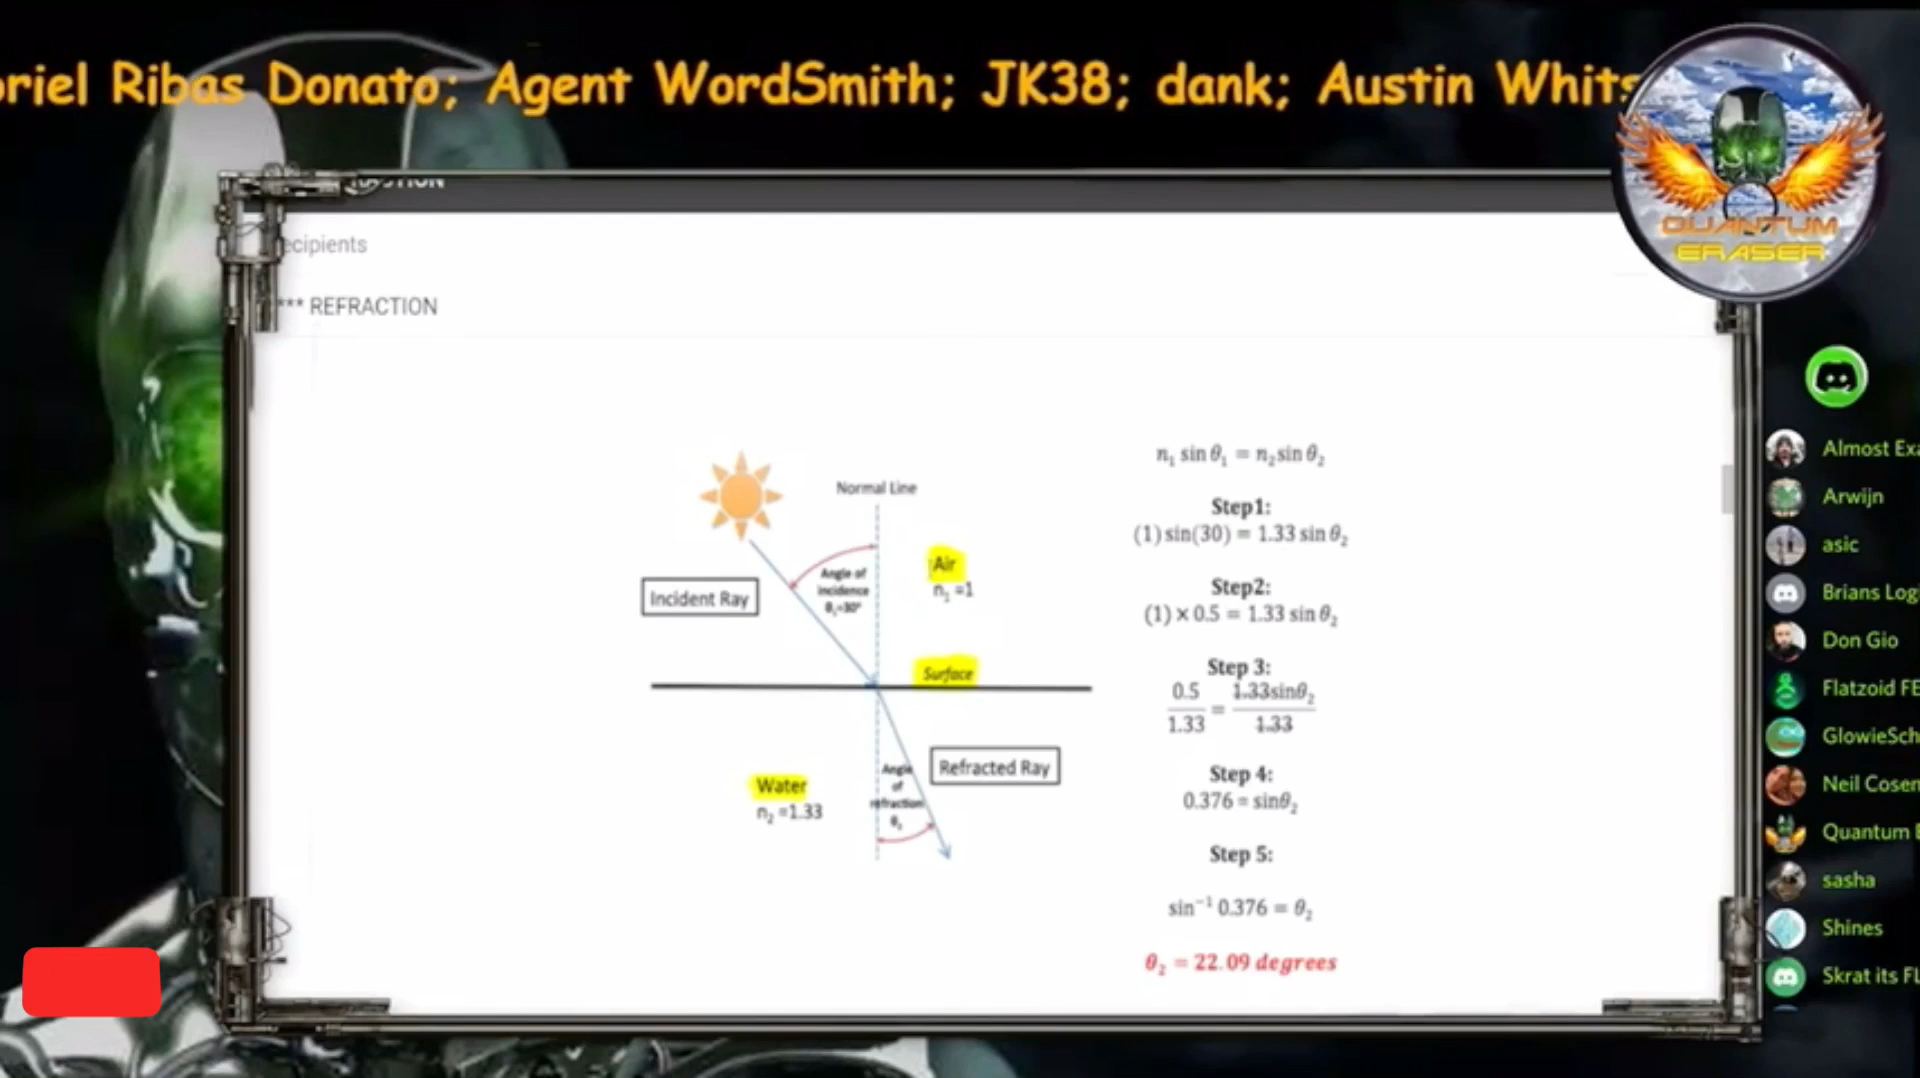 oriel Ribas Donato; Agent WordSmith; JK38; dank; Austin Whits
QUANTUM
ERASER
ecipients
*** REFRACTION
Normal Line
Air
n₁ =1
Angle of
incidence
θ₁=30°
Incident Ray
Surface
Water
n₂ =1.33
Angle
of
refraction
θ₂
Refracted Ray
n₁ sin θ₁ = n₂ sin θ₂
Step1:
(1) sin(30) = 1.33 sin θ₂
Step2:
(1) × 0.5 = 1.33 sin θ₂
Step 3:
0.5/1.33 = 1.33sinθ₂/1.33
Step 4:
0.376 = sinθ₂
Step 5:
sin⁻¹ 0.376 = θ₂
θ₂ = 22.09 degrees
Almost Exa
Arwijn
asic
Brians Logi
Don Gio
Flatzoid FE
GlowieSch
Neil Cosen
Quantum E
sasha
Shines
Skrat its FL